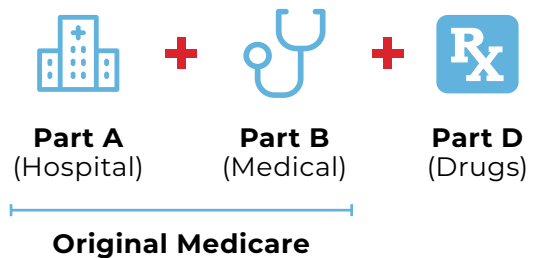 Rx
Part A
(Hospital)
Part B
(Medical)
Part D
(Drugs)
Original Medicare